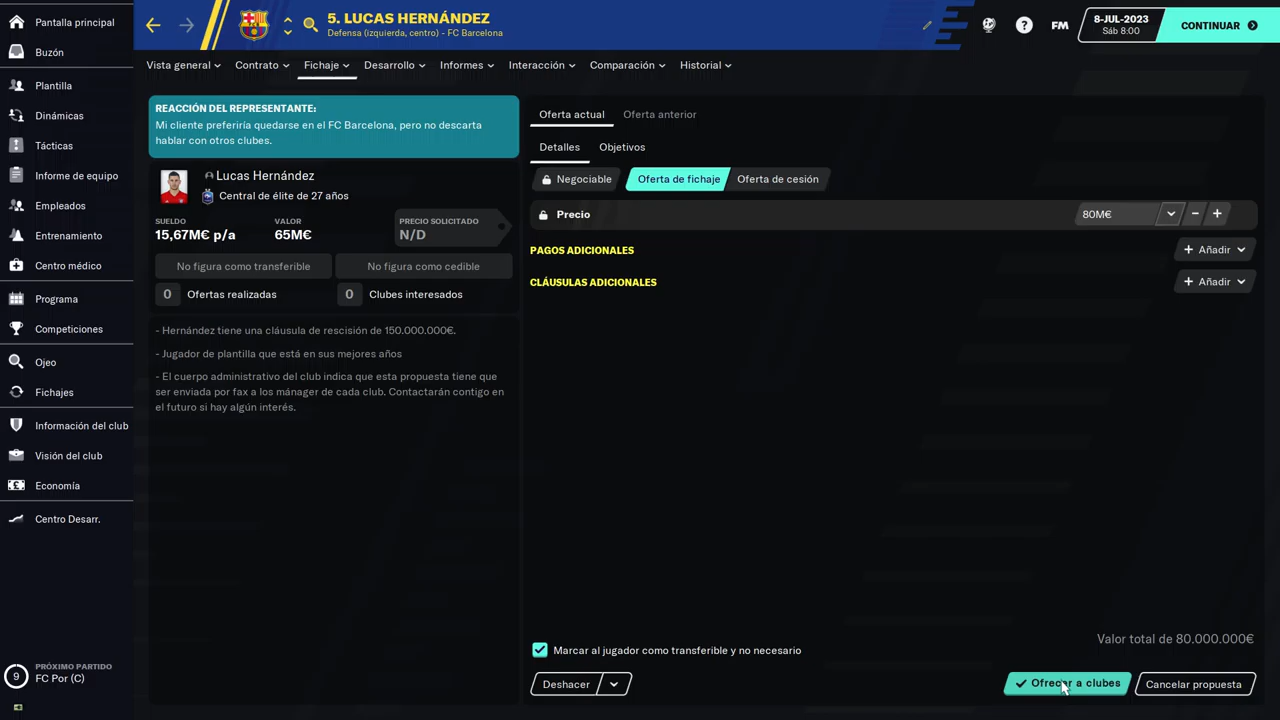 5. LUCAS HERNÁNDEZ
Defensa (izquierda, centro) - FC Barcelona
FM
8-JUL-2023
Sáb 8:00
CONTINUAR
Pantalla principal
Buzón
Plantilla
Dinámicas
Tácticas
Informe de equipo
Empleados
Entrenamiento
Centro médico
Programa
Competiciones
Ojeo
Fichajes
Información del club
Visión del club
Economía
Centro Desarr.
9
PRÓXIMO PARTIDO
FC Por (C)
Vista general
Contrato
Fichaje
Desarrollo
Informes
Interacción
Comparación
Historial
REACCIÓN DEL REPRESENTANTE:
Mi cliente preferiría quedarse en el FC Barcelona, pero no descarta
hablar con otros clubes.
Lucas Hernández
Central de élite de 27 años
SUELDO
15,67M€ p/a
VALOR
65M€
PRECIO SOLICITADO
N/D
No figura como transferible
No figura como cedible
0 Ofertas realizadas
0 Clubes interesados
- Hernández tiene una cláusula de rescisión de 150.000.000€.
- Jugador de plantilla que está en sus mejores años
- El cuerpo administrativo del club indica que esta propuesta tiene que
ser enviada por fax a los mánager de cada club. Contactarán contigo en
el futuro si hay algún interés.
Oferta actual
Oferta anterior
Detalles
Objetivos
Negociable
Oferta de fichaje
Oferta de cesión
Precio
80M€
PAGOS ADICIONALES
Añadir
CLÁUSULAS ADICIONALES
Añadir
Valor total de 80.000.000€
Marcar al jugador como transferible y no necesario
Deshacer
Ofrecer a clubes
Cancelar propuesta